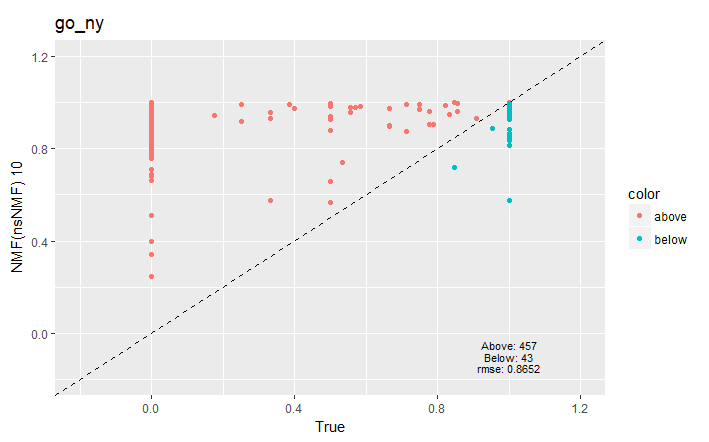 go_ny
1.2
0.8
0.4
0.0
NMF(nsNMF) 10
0.0 0.4 0.8 1.2
True
Above: 457
Below: 43
rmse: 0.8652
color
above
below